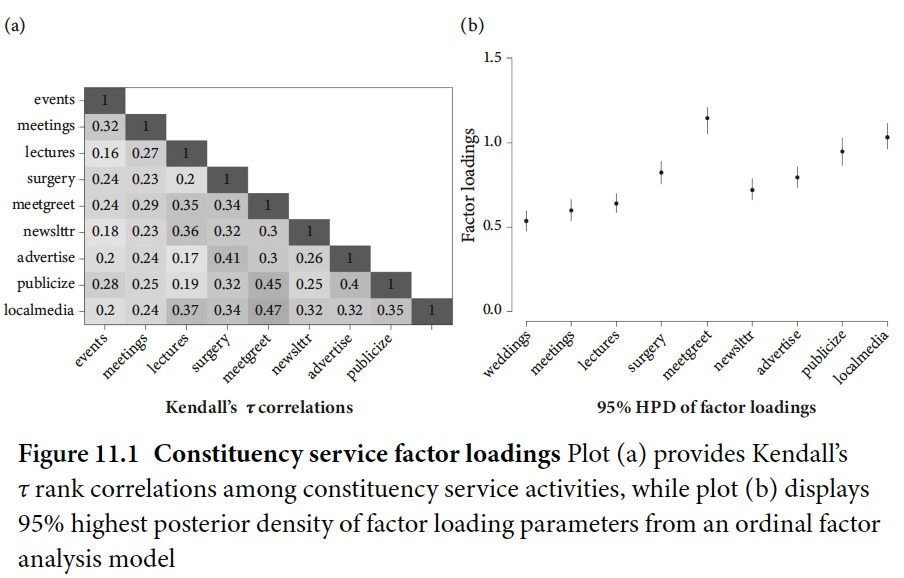 (a)
events 1
meetings 0.32 1
lectures 0.16 0.27 1
surgery 0.24 0.23 0.2 1
meetgreet 0.24 0.29 0.35 0.34 1
newslttr 0.18 0.23 0.36 0.32 0.3 1
advertise 0.2 0.24 0.17 0.41 0.3 0.26 1
publicize 0.28 0.25 0.19 0.32 0.45 0.25 0.4 1
localmedia 0.2 0.24 0.37 0.34 0.47 0.32 0.32 0.35 1
events meetings lectures surgery meetgreet newslttr advertise publicize
Kendall's τ correlations
(b)
Factor loadings
1.5
1.0
0.5
0.0
weddings meetings lectures surgery meetgreet newslttr advertise publicize localmedia
95% HPD of factor loadings
Figure 11.1 Constituency service factor loadings Plot (a) provides Kendall's
τ rank correlations among constituency service activities, while plot (b) displays
95% highest posterior density of factor loading parameters from an ordinal factor
analysis model